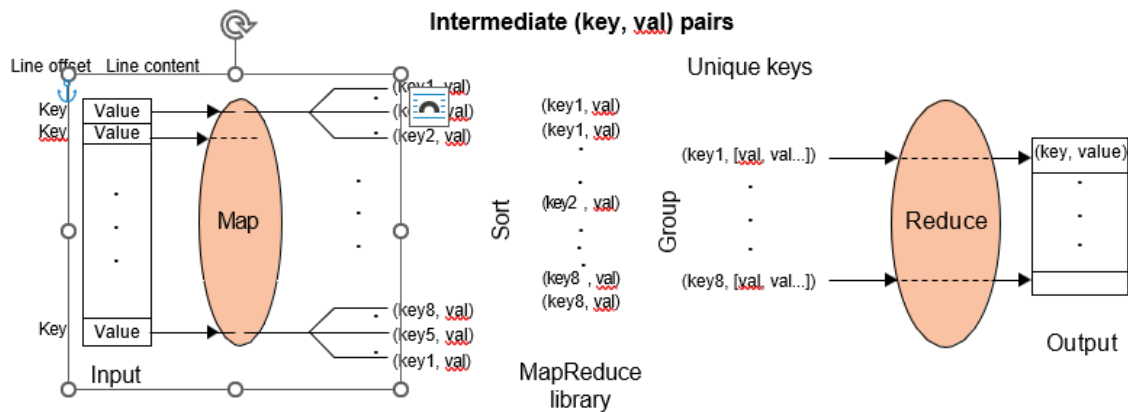 Intermediate (key, val) pairs
Line offset Line content
Unique keys
Key Value
(key1, val)
val)
Key Value
(key2, val)
Map
Key Value
(key8, val)
(key5, val)
(key1, val)
Input
Sort
(key1, val)
(key1, val)
(key2 , val)
(key8 , val)
(key8, val)
MapReduce
library
Group
(key1, [val, val...])
(key8, [val, val...])
Reduce
(key, value)
Output